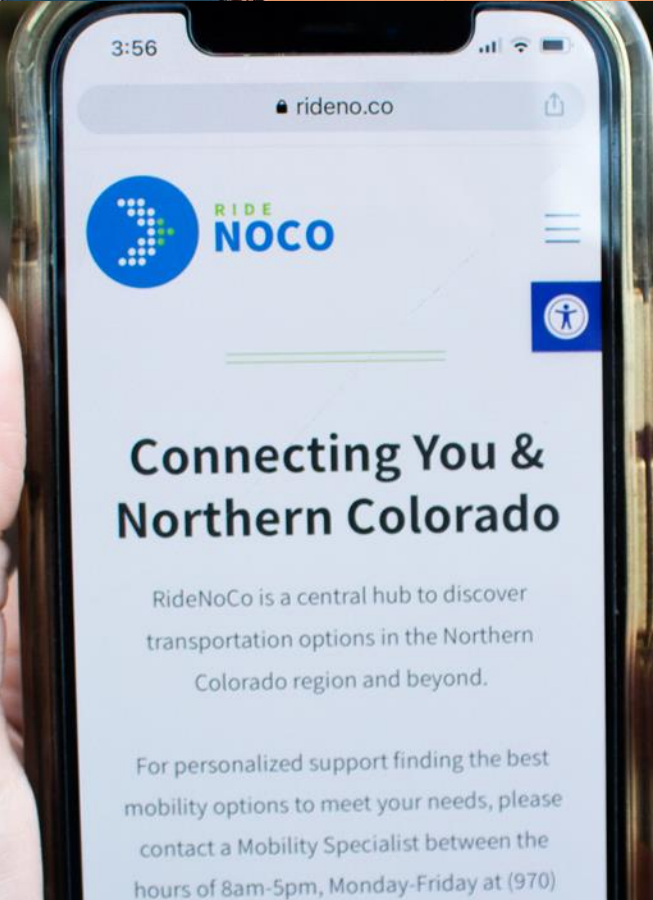 3:56
rideno.co
RIDE
NOCO
Connecting You &
Northern Colorado
RideNoCo is a central hub to discover
transportation options in the Northern
Colorado region and beyond.
For personalized support finding the best
mobility options to meet your needs, please
contact a Mobility Specialist between the
hours of 8am-5pm, Monday-Friday at (970)